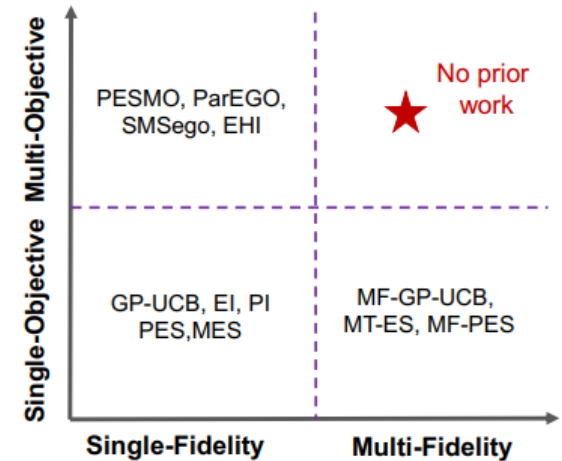 Multi-Objective
PESMO, ParEGO,
SMSego, EHI
No prior
work
Single-Objective
GP-UCB, EI, PI
PES,MES
MF-GP-UCB,
MT-ES, MF-PES
Single-Fidelity
Multi-Fidelity